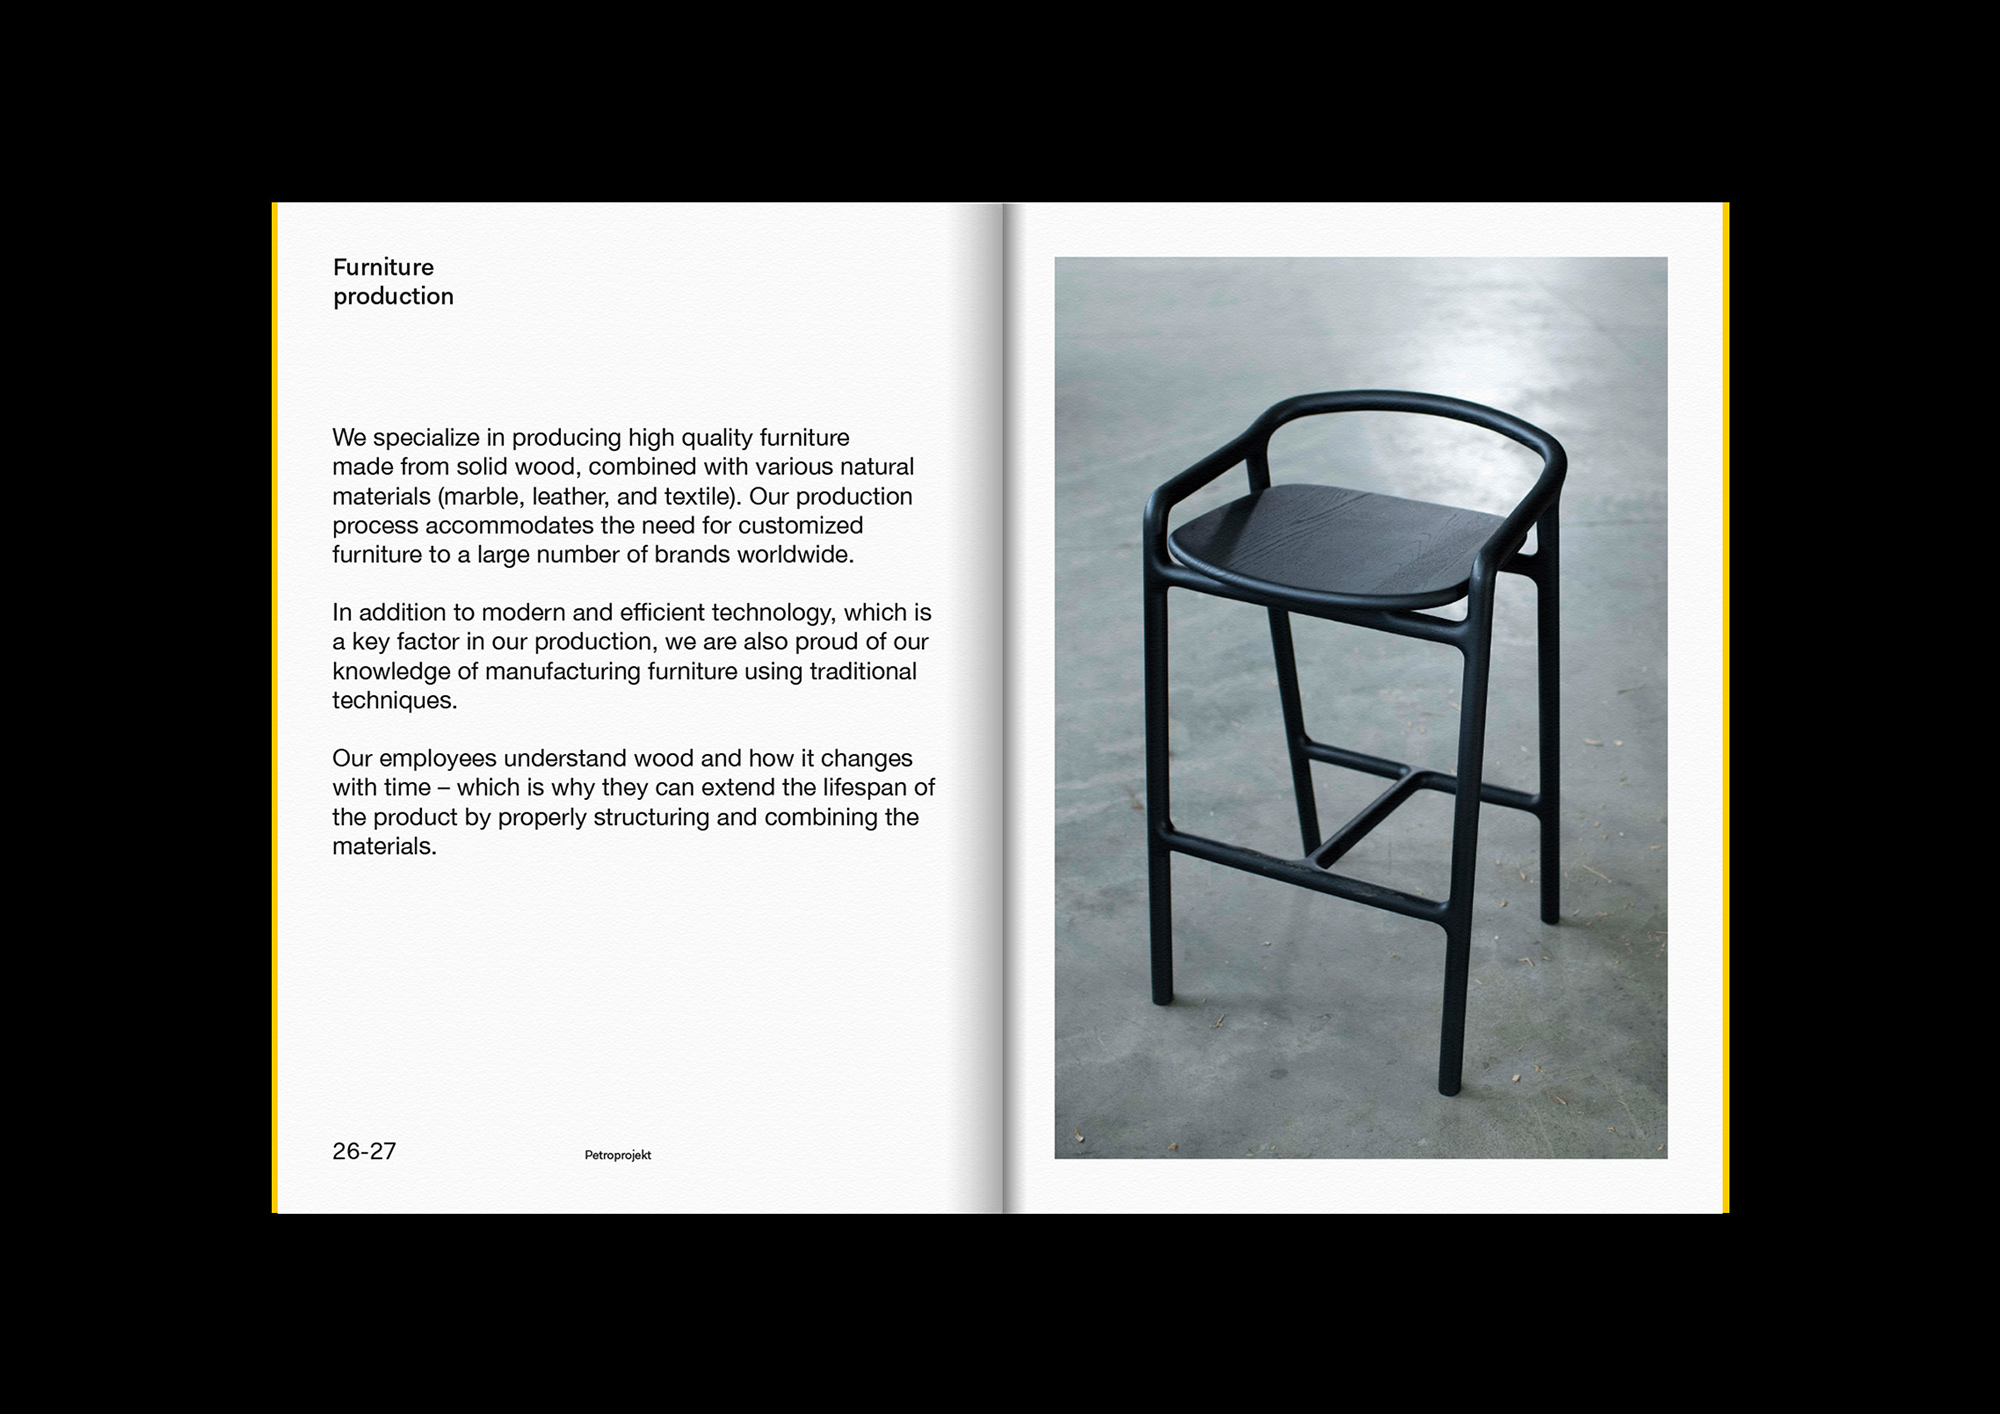 Furniture
production
We specialize in producing high quality furniture
made from solid wood, combined with various natural
materials (marble, leather, and textile). Our production
process accommodates the need for customized
furniture to a large number of brands worldwide.
In addition to modern and efficient technology, which is
a key factor in our production, we are also proud of our
knowledge of manufacturing furniture using traditional
techniques.
Our employees understand wood and how it changes
with time – which is why they can extend the lifespan of
the product by properly structuring and combining the
materials.
26-27
Petroprojekt